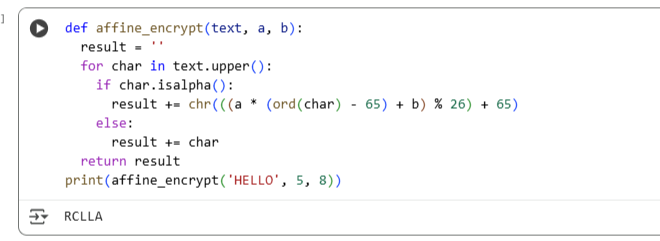 ]
def affine_encrypt(text, a, b):
  result = ''
  for char in text.upper():
    if char.isalpha():
      result += chr(((a * (ord(char) - 65) + b) % 26) + 65)
    else:
      result += char
  return result
print(affine_encrypt('HELLO', 5, 8))
RCLLA